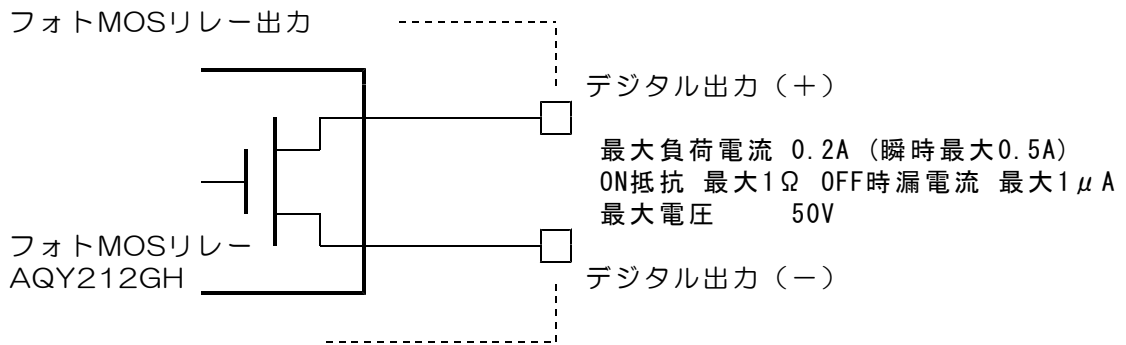 フォトMOSリレー出力
デジタル出力（＋）
最大負荷電流 0.2A (瞬時最大0.5A)
ON抵抗 最大1Ω OFF時漏電流 最大1μA
最大電圧 50V
フォトMOSリレー
AQY212GH
デジタル出力（－）